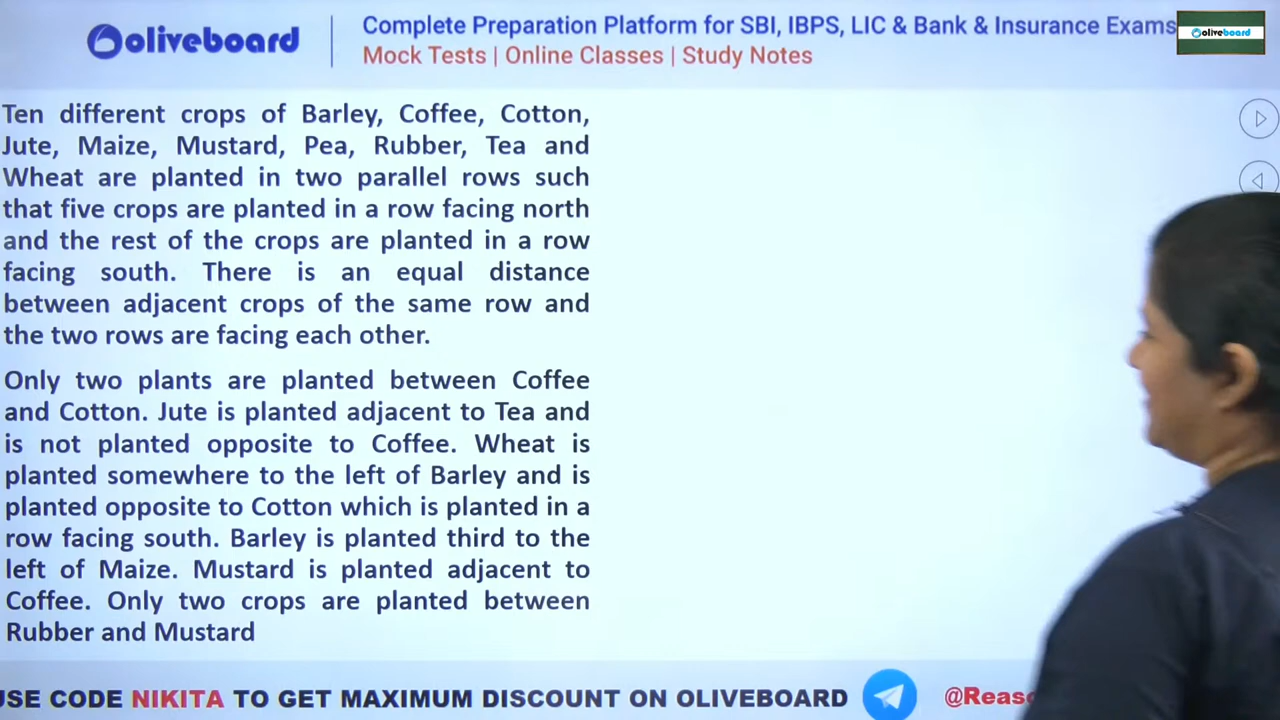 oliveboard
Complete Preparation Platform for SBI, IBPS, LIC & Bank & Insurance Exams
Mock Tests | Online Classes | Study Notes
oliveboard
Ten different crops of Barley, Coffee, Cotton,
Jute, Maize, Mustard, Pea, Rubber, Tea and
Wheat are planted in two parallel rows such
that five crops are planted in a row facing north
and the rest of the crops are planted in a row
facing south. There is an equal distance
between adjacent crops of the same row and
the two rows are facing each other.
Only two plants are planted between Coffee
and Cotton. Jute is planted adjacent to Tea and
is not planted opposite to Coffee. Wheat is
planted somewhere to the left of Barley and is
planted opposite to Cotton which is planted in a
row facing south. Barley is planted third to the
left of Maize. Mustard is planted adjacent to
Coffee. Only two crops are planted between
Rubber and Mustard
USE CODE NIKITA TO GET MAXIMUM DISCOUNT ON OLIVEBOARD